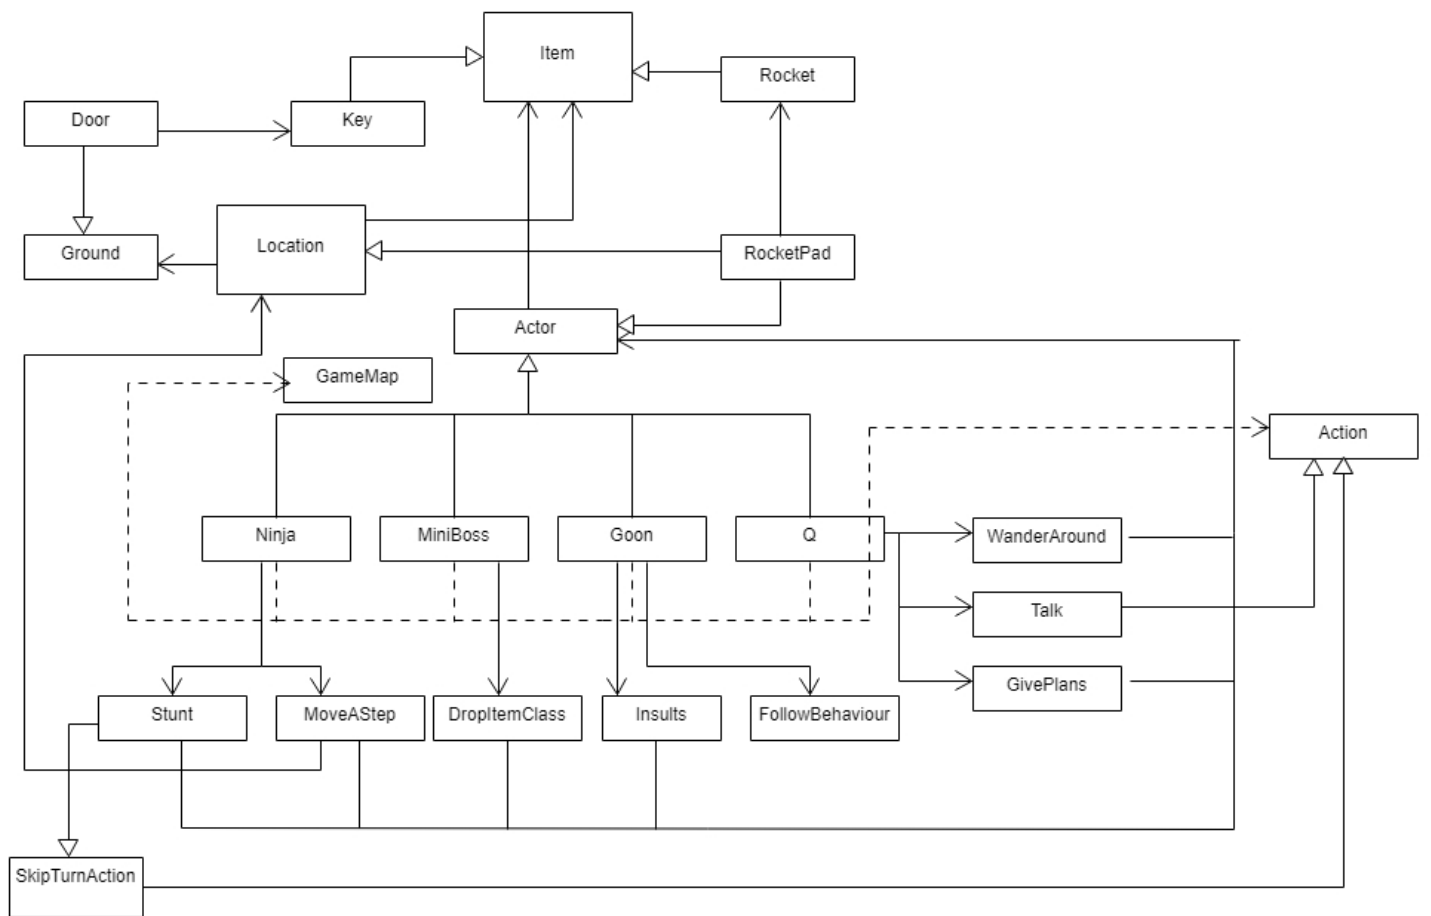 Item
Rocket
Door
Key
Ground
Location
RocketPad
Actor
GameMap
Action
Ninja
MiniBoss
Goon
Q
WanderAround
Talk
GivePlans
Stunt
MoveAStep
DropItemClass
Insults
FollowBehaviour
SkipTurnAction